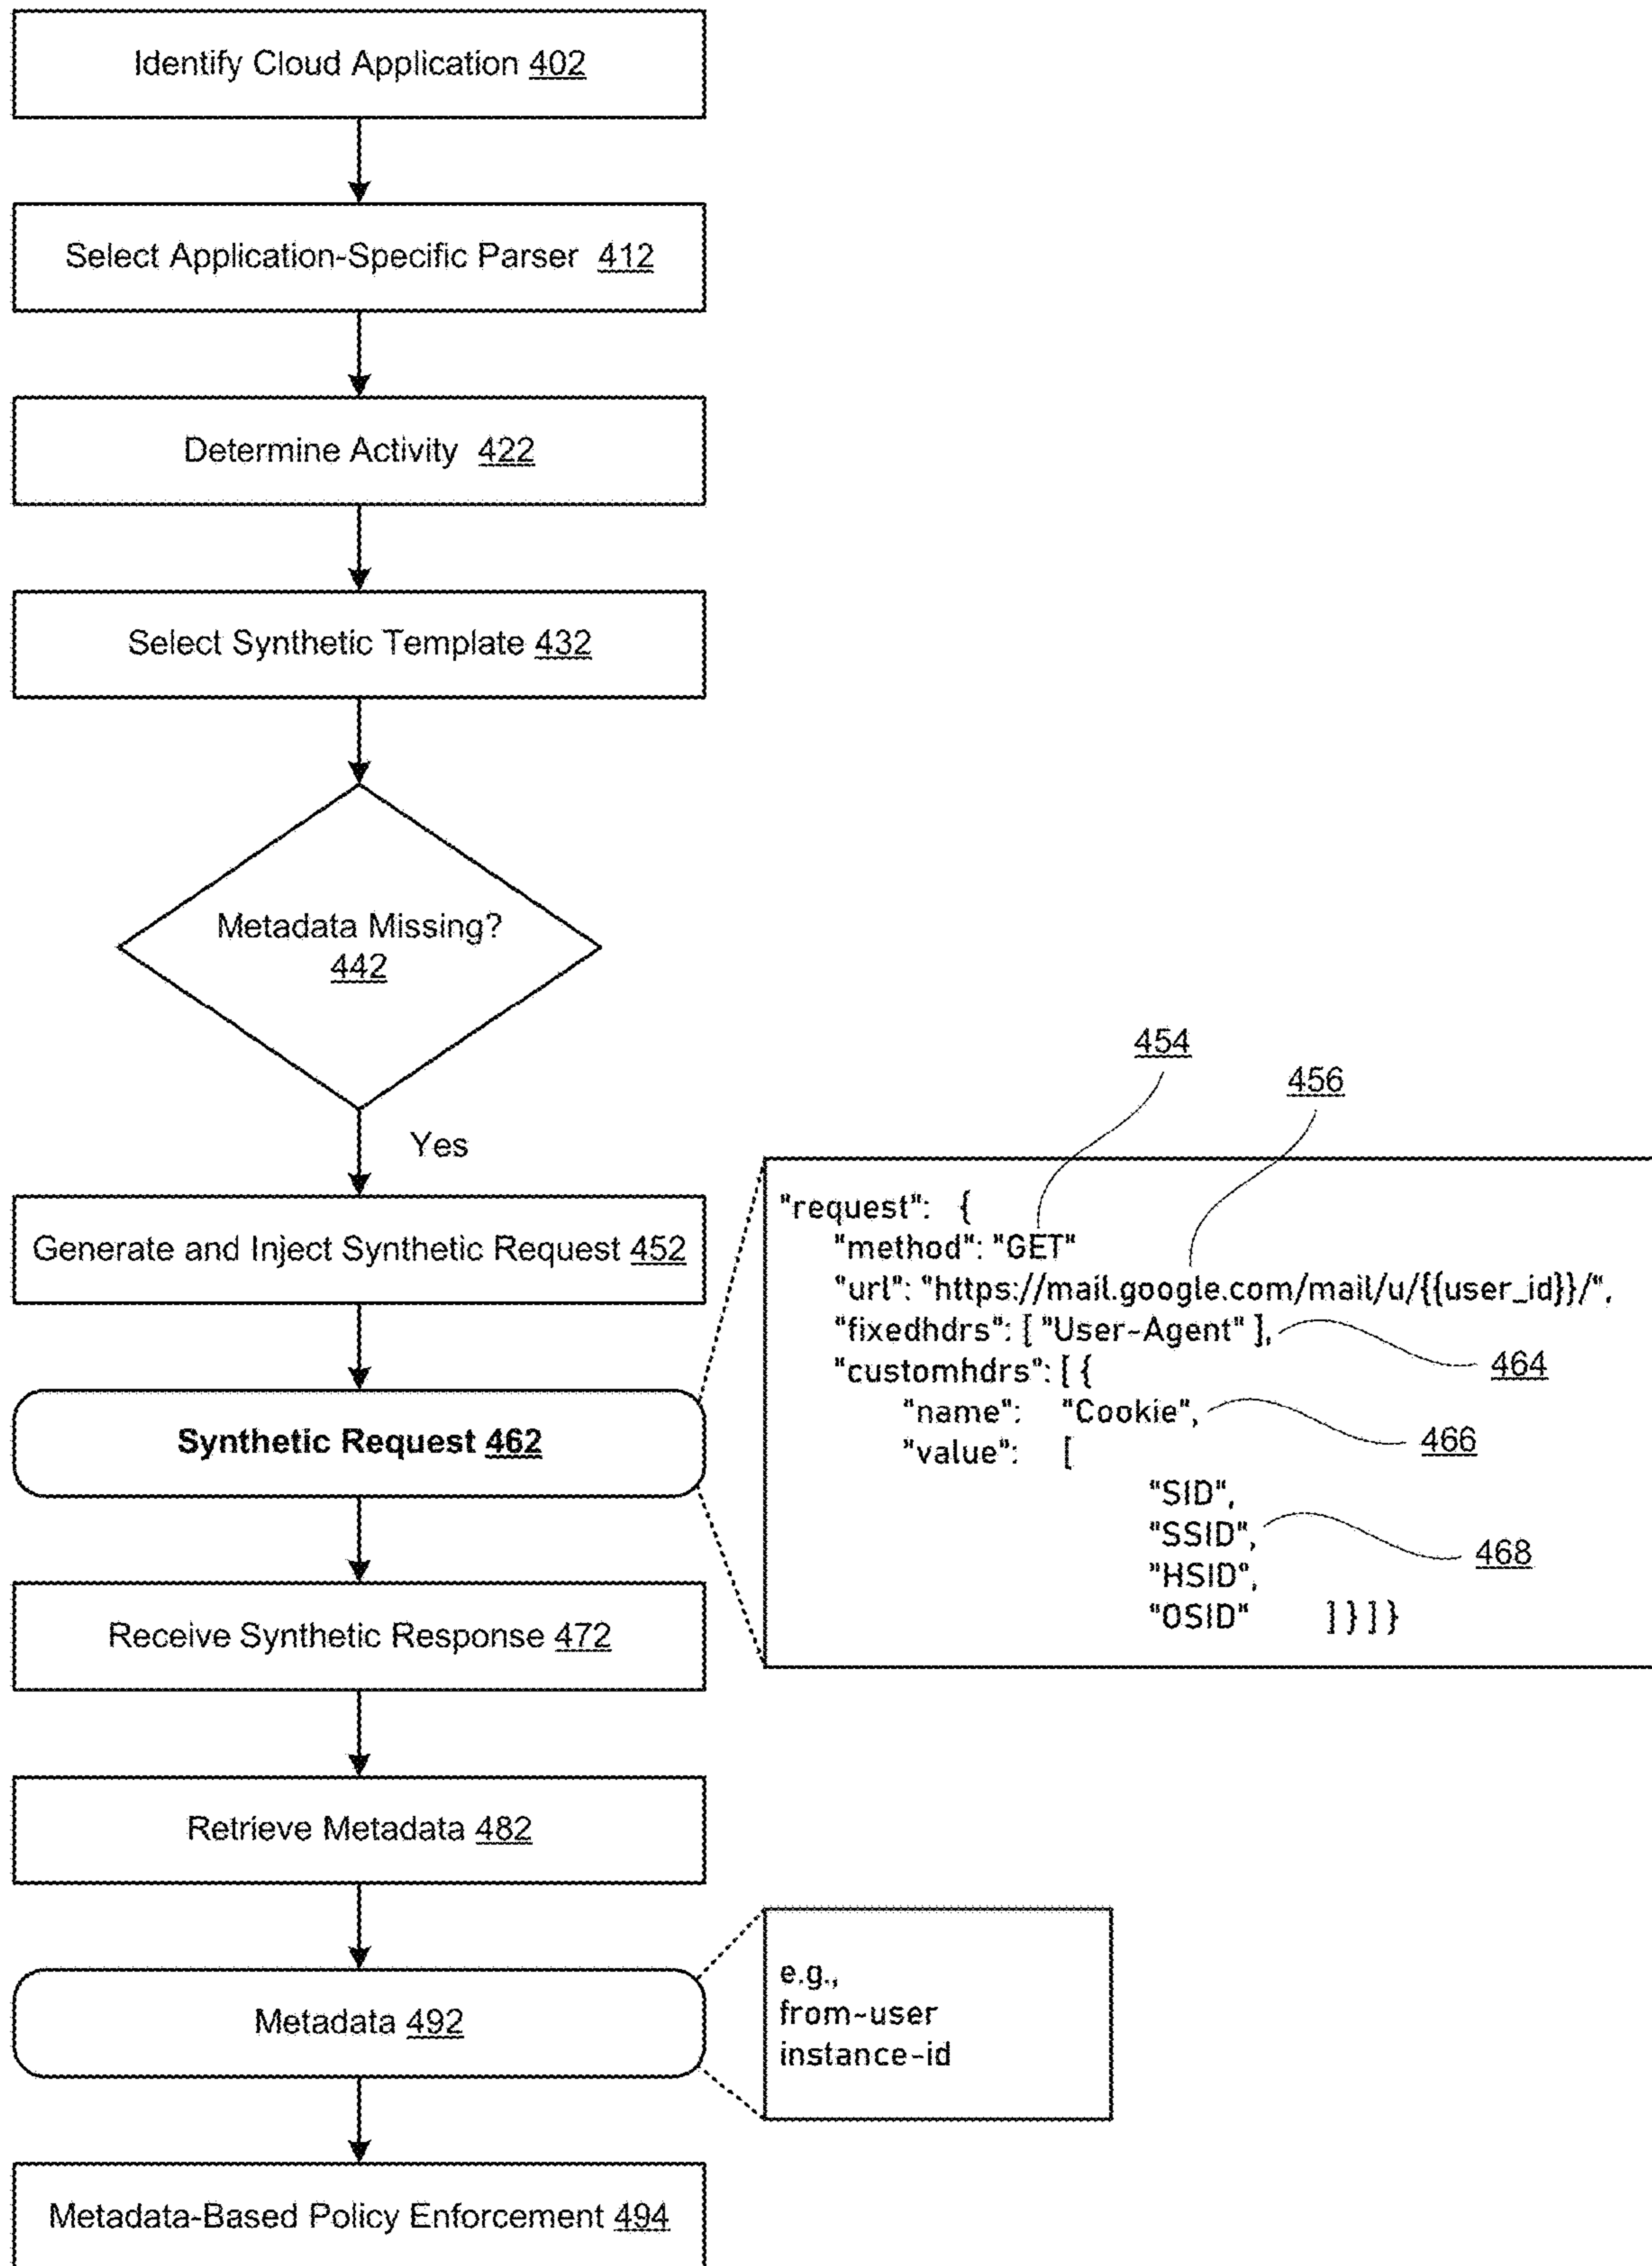 Identify Cloud Application 402
Select Application-Specific Parser 412
Determine Activity 422
Select Synthetic Template 432
Metadata Missing?
442
Yes
Generate and Inject Synthetic Request 452
Synthetic Request 462
454
456
"request": {
"method": "GET"
"url": "https://mail.google.com/mail/u/{{user_id}}/",
"fixedhdrs": [ "User-Agent" ],
464
"customhdrs": [ {
"name": "Cookie",
466
"value": [
"SID",
"SSID",
468
"HSID",
"OSID" ] } ] }
Receive Synthetic Response 472
Retrieve Metadata 482
Metadata 492
e.g.,
from-user
instance-id
Metadata-Based Policy Enforcement 494